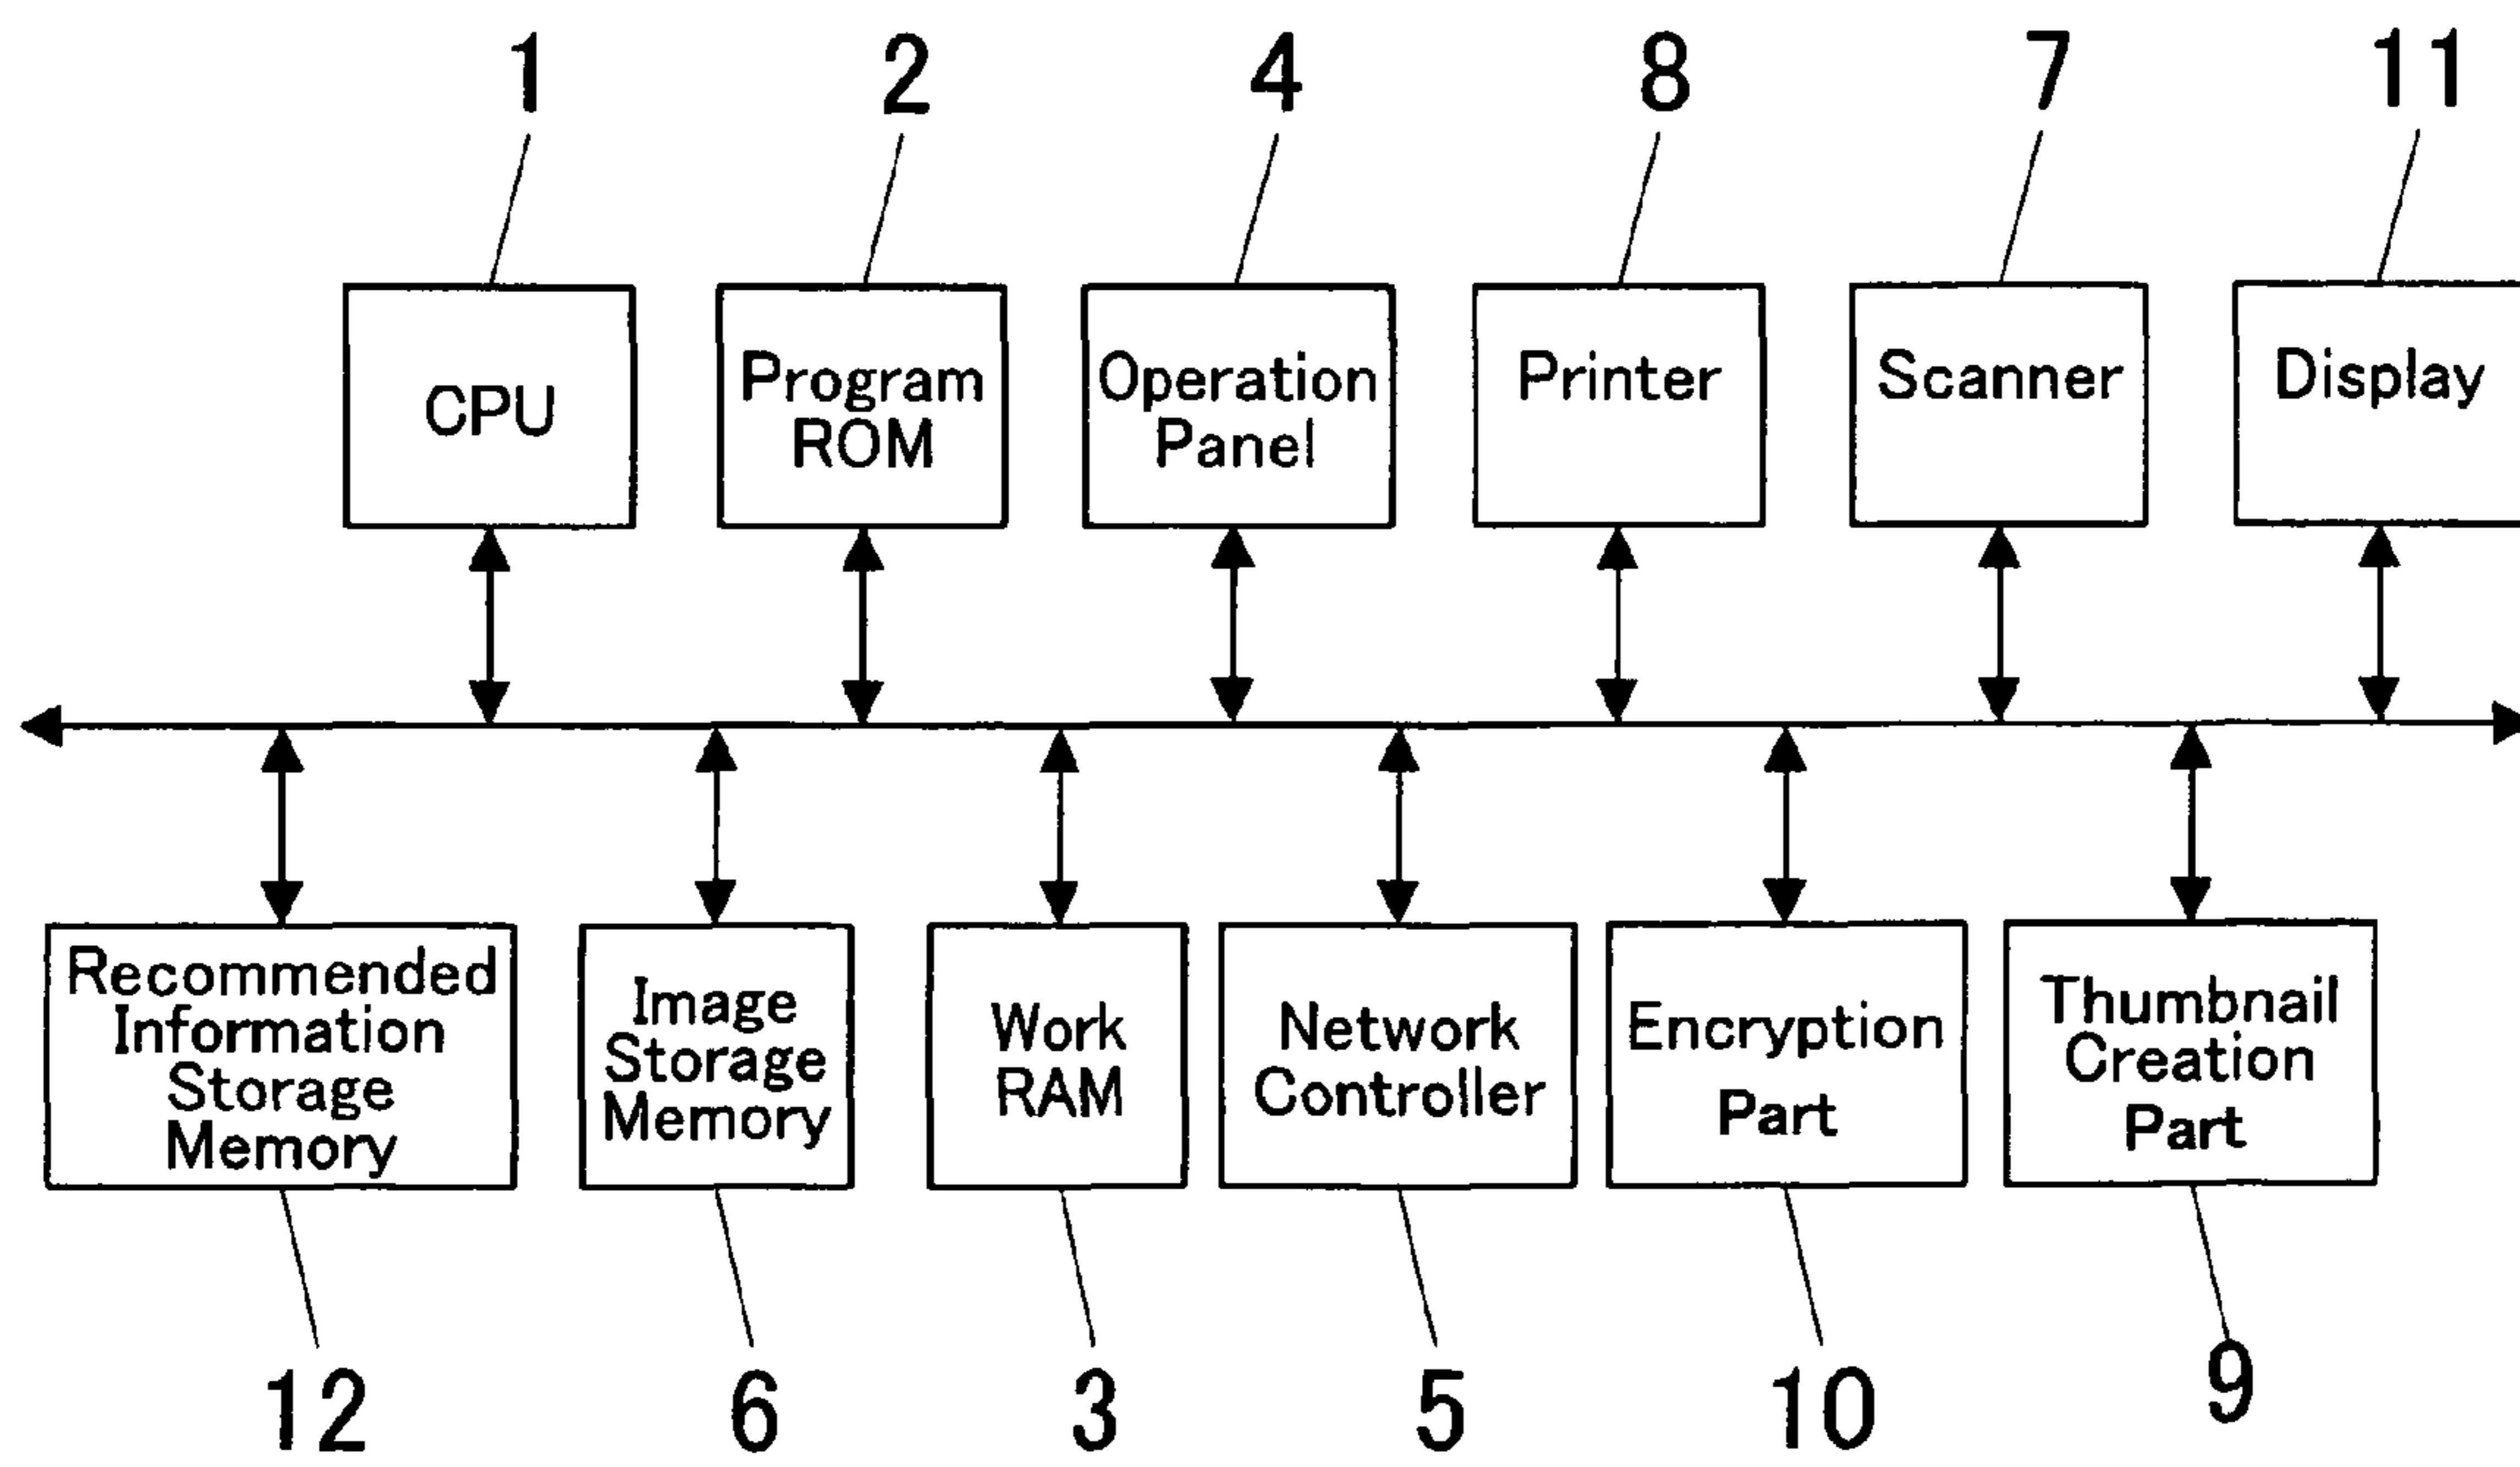 1
2
4
8
7
11
CPU
Program
ROM
Operation
Panel
Printer
Scanner
Display
Recommended
Information
Storage
Memory
Image
Storage
Memory
Work
RAM
Network
Controller
Encryption
Part
Thumbnail
Creation
Part
12
6
3
5
10
9